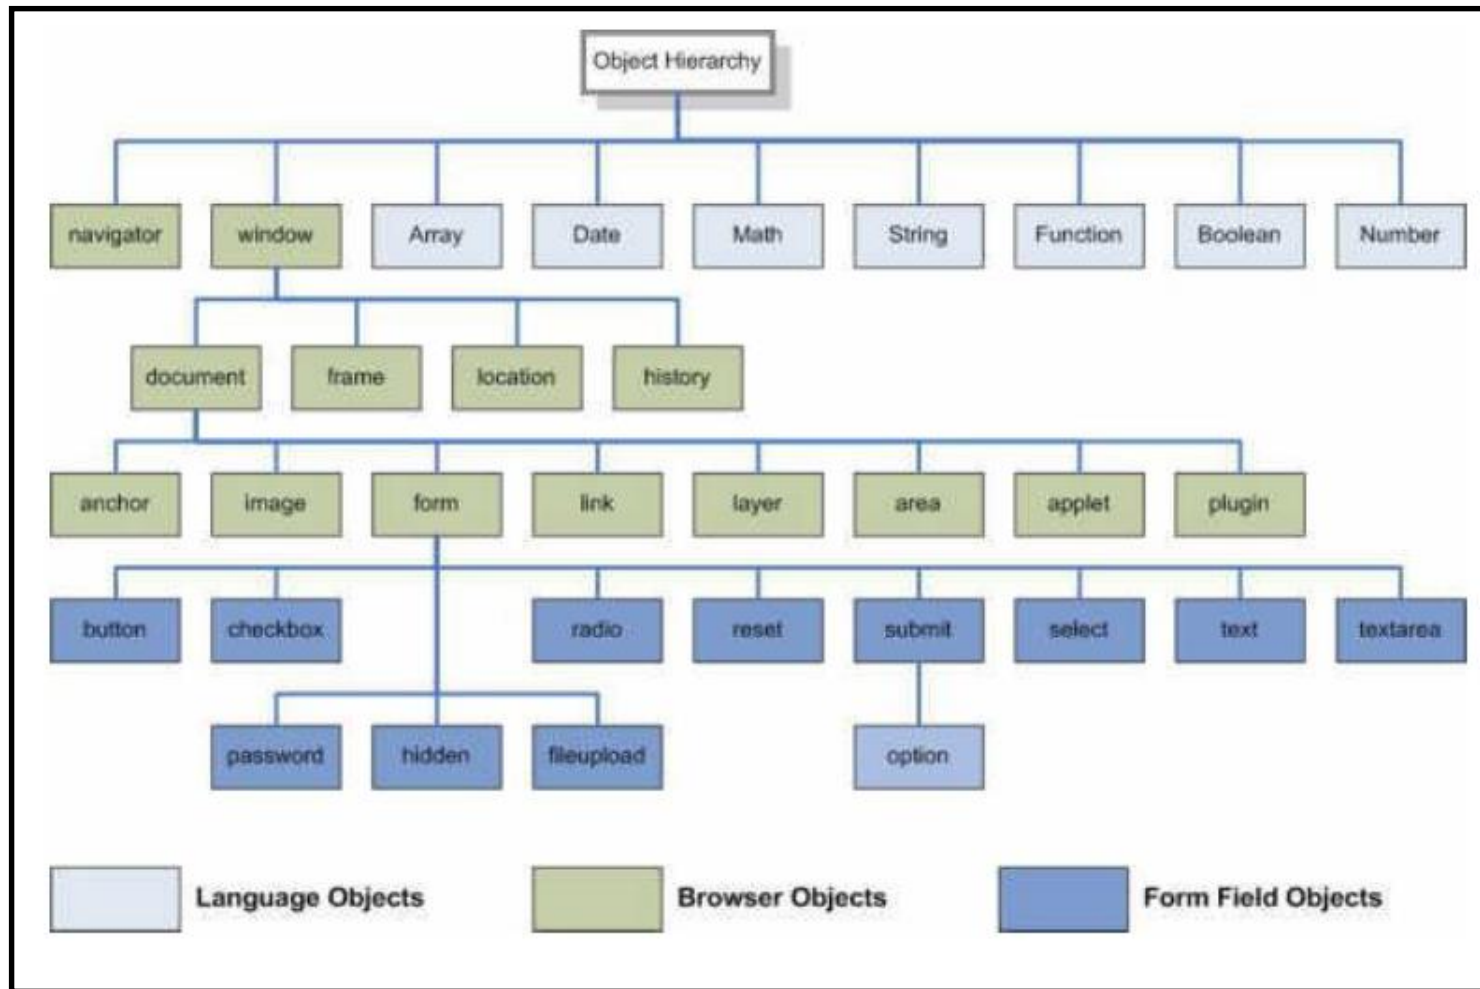 Object Hierarchy
navigator window Array Date Math String Function Boolean Number
document frame location history
anchor image form link layer area applet plugin
button checkbox radio reset submit select text textarea
password hidden fileupload option
Language Objects Browser Objects Form Field Objects